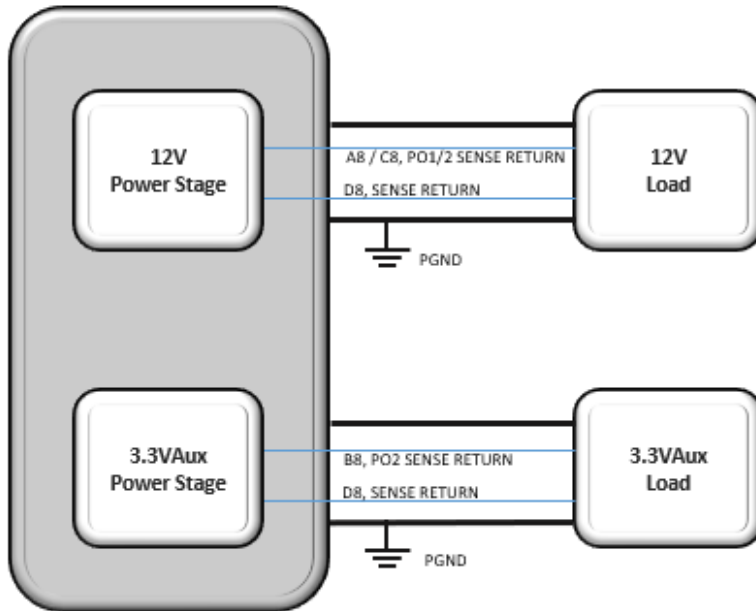 12V
Power Stage
A8 / C8, PO1/2 SENSE RETURN
D8, SENSE RETURN
12V
Load
PGND
3.3VAux
Power Stage
B8, PO2 SENSE RETURN
D8, SENSE RETURN
3.3VAux
Load
PGND